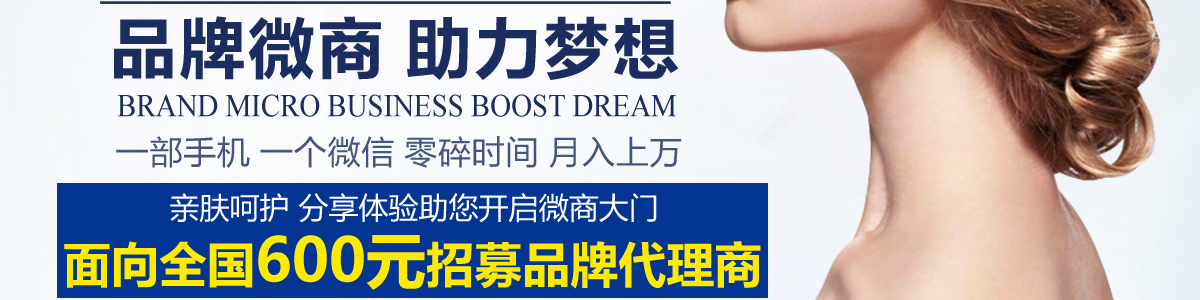 品牌微商 助力梦想
BRAND MICRO BUSINESS BOOST DREAM
一部手机 一个微信 零碎时间 月入上万
亲肤呵护 分享体验助您开启微商大门
面向全国600元招募品牌代理商